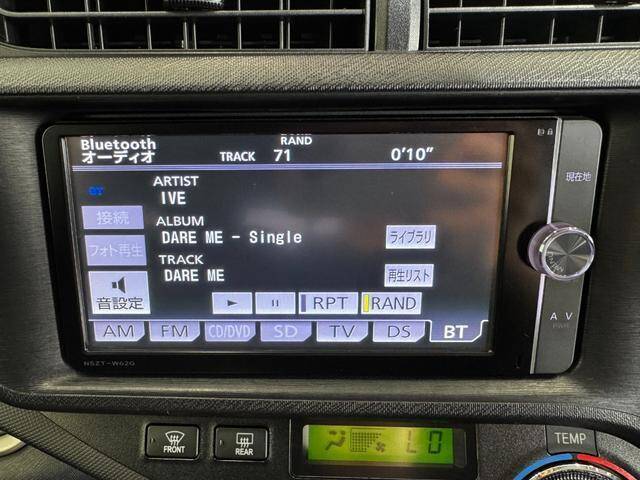 Bluetooth
オーディオ
RAND
TRACK 71 0'10"
BT
ARTIST
IVE
接続
ALBUM
DARE ME - Single
ライブラリ
フォト再生
TRACK
DARE ME
再生リスト
音設定
RPT
RAND
AM
FM
CD/DVD
SD
TV
DS
BT
NSZT-W62G
現在地
AV
PWR
FRONT
REAR
LO
TEMP